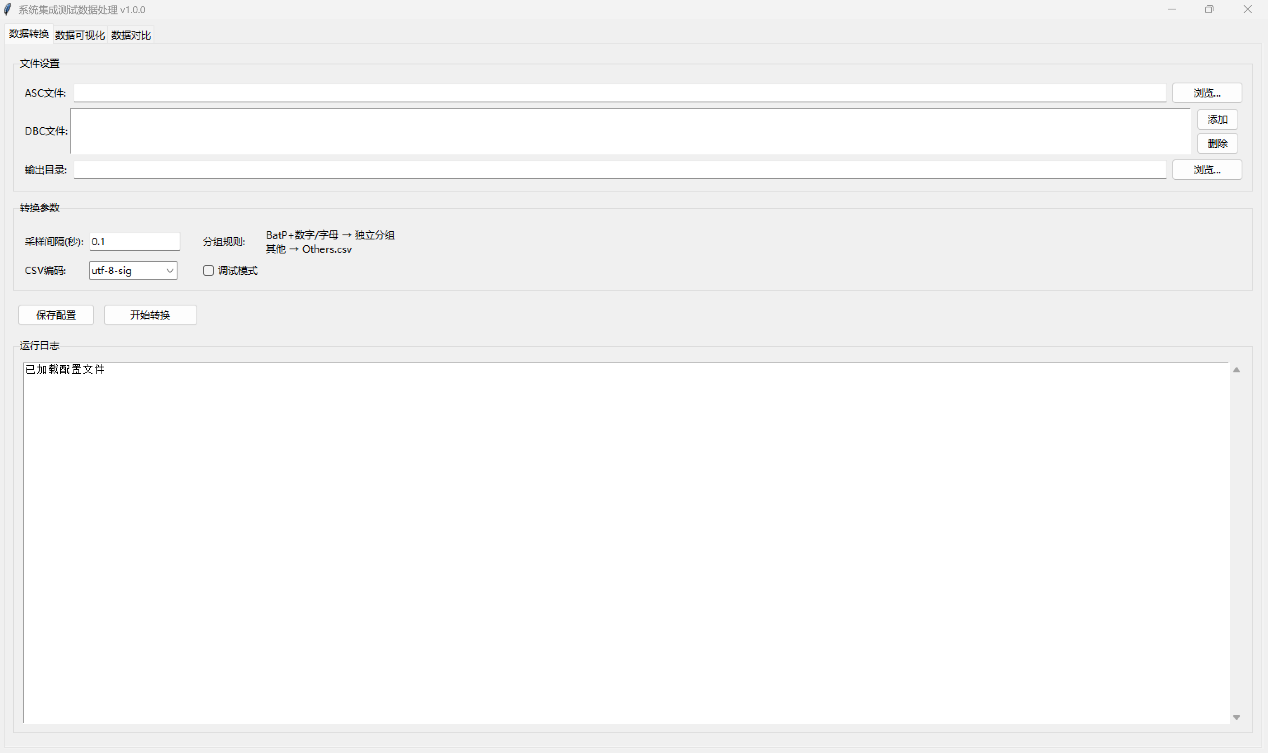 系统集成测试数据处理 v1.0.0
数据转换 数据可视化 数据对比
文件设置
ASC文件: 浏览...
DBC文件: 添加
删除
输出目录: 浏览...
转换参数
采样间隔(秒): 0.1 分组规则: BatP+数字/字母 → 独立分组
其他 → Others.csv
CSV编码: utf-8-sig 调试模式
保存配置 开始转换
运行日志
已加载配置文件